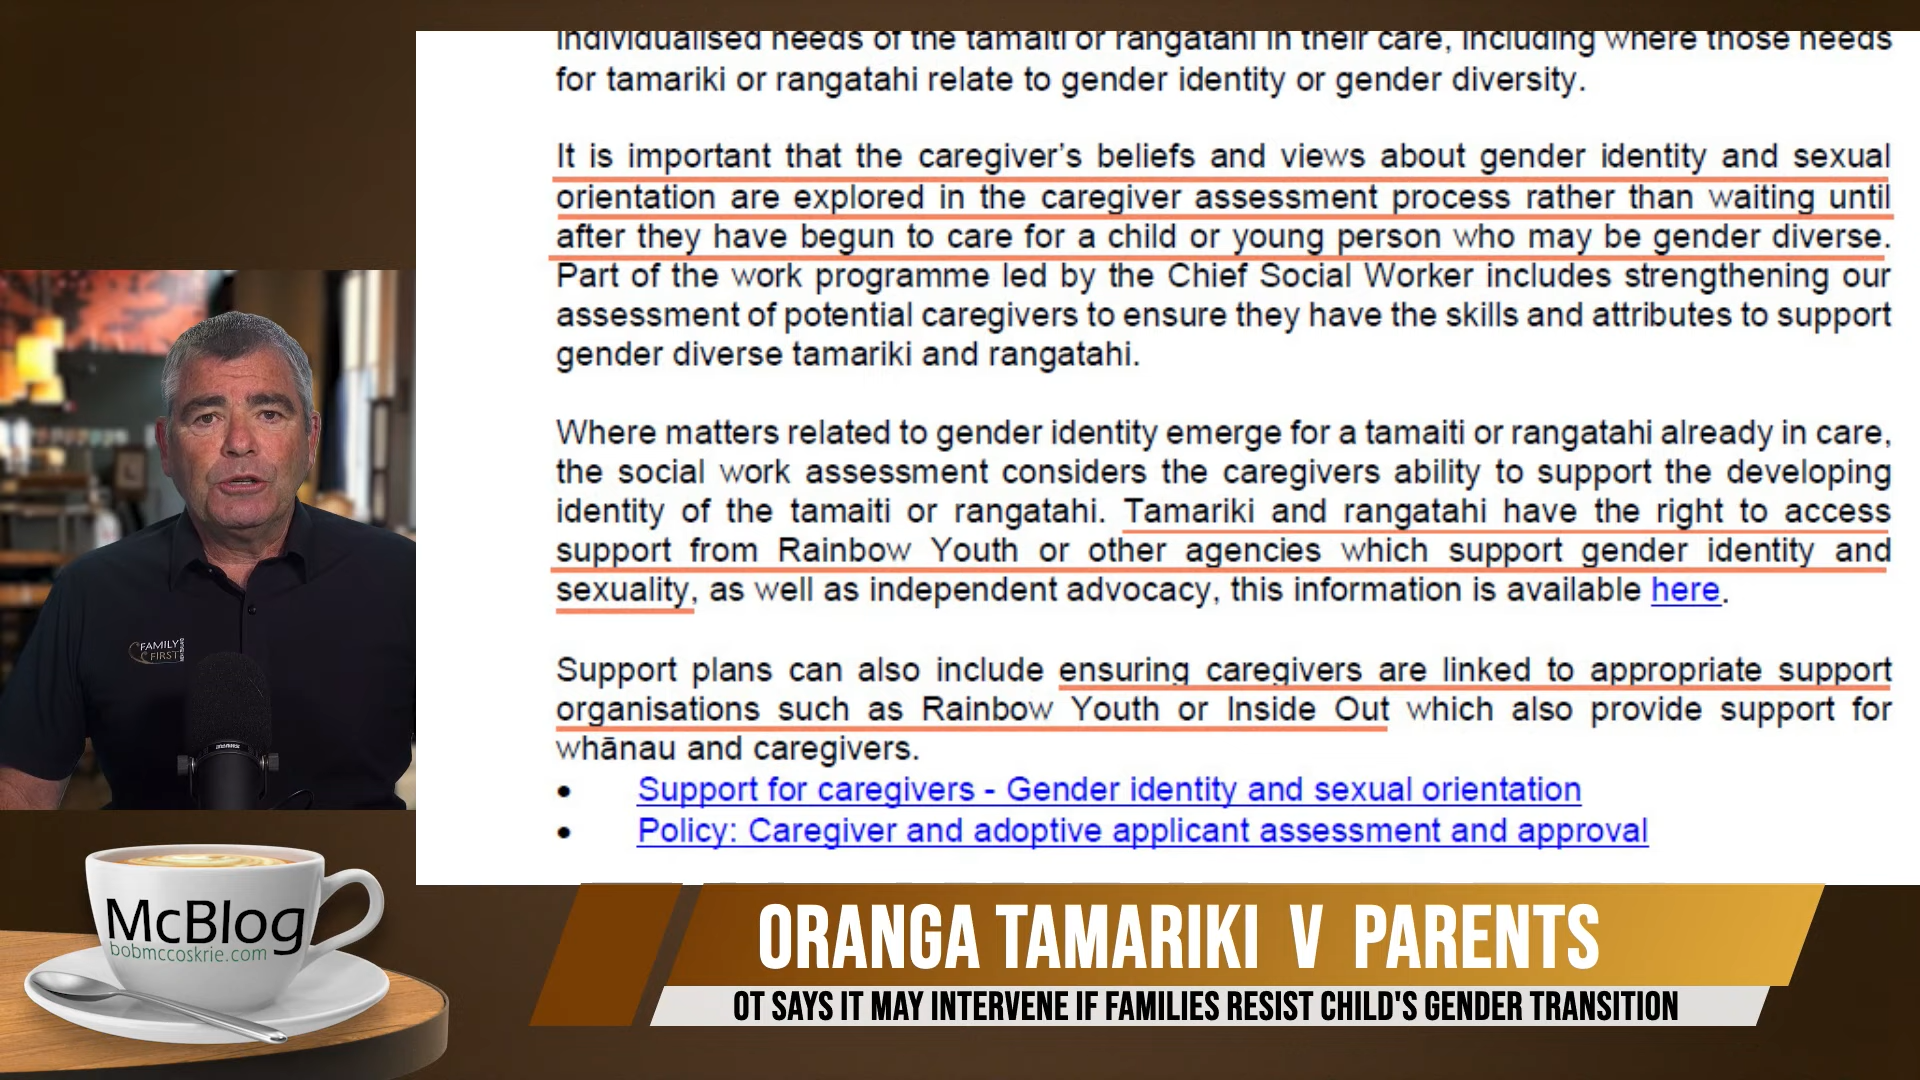 individualised needs of the tamaiti or rangatahi in their care, including where those needs
for tamariki or rangatahi relate to gender identity or gender diversity.
It is important that the caregiver's beliefs and views about gender identity and sexual
orientation are explored in the caregiver assessment process rather than waiting until
after they have begun to care for a child or young person who may be gender diverse.
Part of the work programme led by the Chief Social Worker includes strengthening our
assessment of potential caregivers to ensure they have the skills and attributes to support
gender diverse tamariki and rangatahi.
Where matters related to gender identity emerge for a tamaiti or rangatahi already in care,
the social work assessment considers the caregivers ability to support the developing
identity of the tamaiti or rangatahi. Tamariki and rangatahi have the right to access
support from Rainbow Youth or other agencies which support gender identity and
sexuality, as well as independent advocacy, this information is available here.
Support plans can also include ensuring caregivers are linked to appropriate support
organisations such as Rainbow Youth or Inside Out which also provide support for
whānau and caregivers.
• Support for caregivers - Gender identity and sexual orientation
• Policy: Caregiver and adoptive applicant assessment and approval
FAMILY
FIRST
McBlog
bobmccoskrie.com
ORANGA TAMARIKI V PARENTS
OT SAYS IT MAY INTERVENE IF FAMILIES RESIST CHILD'S GENDER TRANSITION